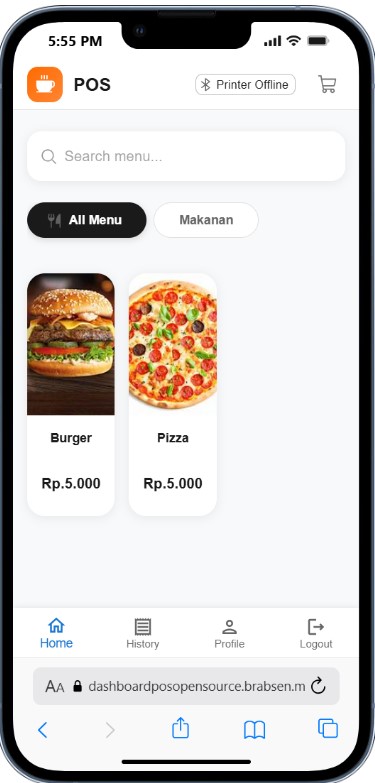 5:55 PM
POS
Printer Offline
Search menu...
All Menu
Makanan
Burger
Pizza
Rp.5.000
Rp.5.000
Home
History
Profile
Logout
AA dashboardposopensource.brabsen.m